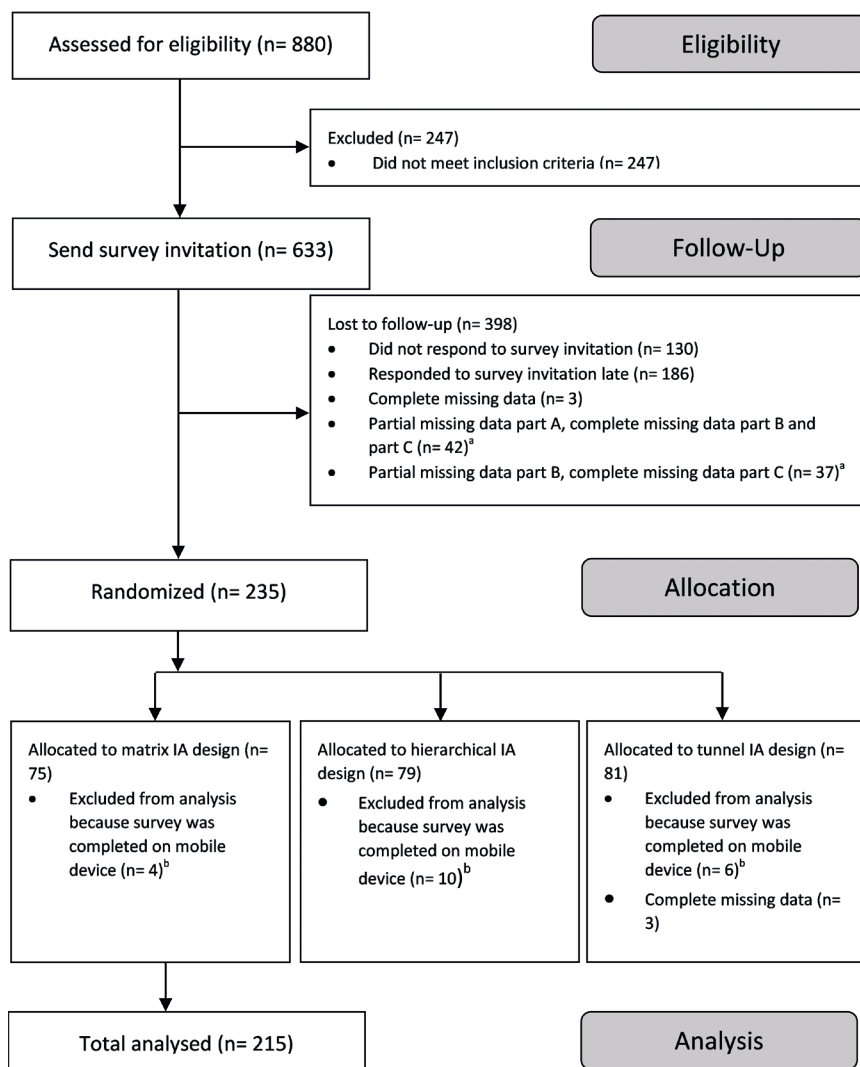 Assessed for eligibility (n= 880)
Eligibility
Excluded (n= 247)
• Did not meet inclusion criteria (n= 247)
Send survey invitation (n= 633)
Follow-Up
Lost to follow-up (n= 398)
• Did not respond to survey invitation (n= 130)
• Responded to survey invitation late (n= 186)
• Complete missing data (n= 3)
• Partial missing data part A, complete missing data part B and
part C (n= 42)ᵃ
• Partial missing data part B, complete missing data part C (n= 37)ᵃ
Randomized (n= 235)
Allocation
Allocated to matrix IA design (n=
75)
• Excluded from analysis
because survey was
completed on mobile
device (n= 4)ᵇ
Allocated to hierarchical IA
design (n= 79)
• Excluded from analysis
because survey was
completed on mobile
device (n= 10)ᵇ
Allocated to tunnel IA design (n=
81)
• Excluded from analysis
because survey was
completed on mobile
device (n= 6)ᵇ
• Complete missing data (n=
3)
Total analysed (n= 215)
Analysis